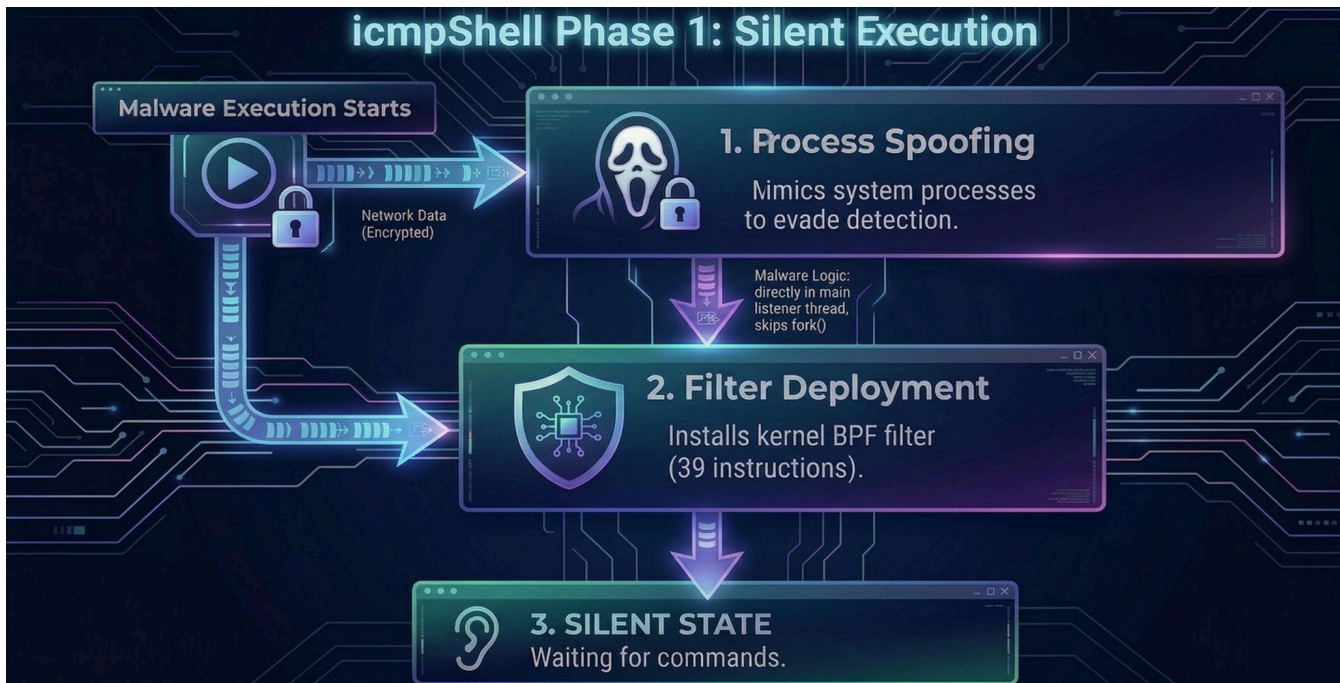 icmpShell Phase 1: Silent Execution
Malware Execution Starts
Network Data
(Encrypted)
1. Process Spoofing
Mimics system processes
to evade detection.
Malware Logic:
directly in main
listener thread,
skips fork()
2. Filter Deployment
Installs kernel BPF filter
(39 instructions).
3. SILENT STATE
Waiting for commands.